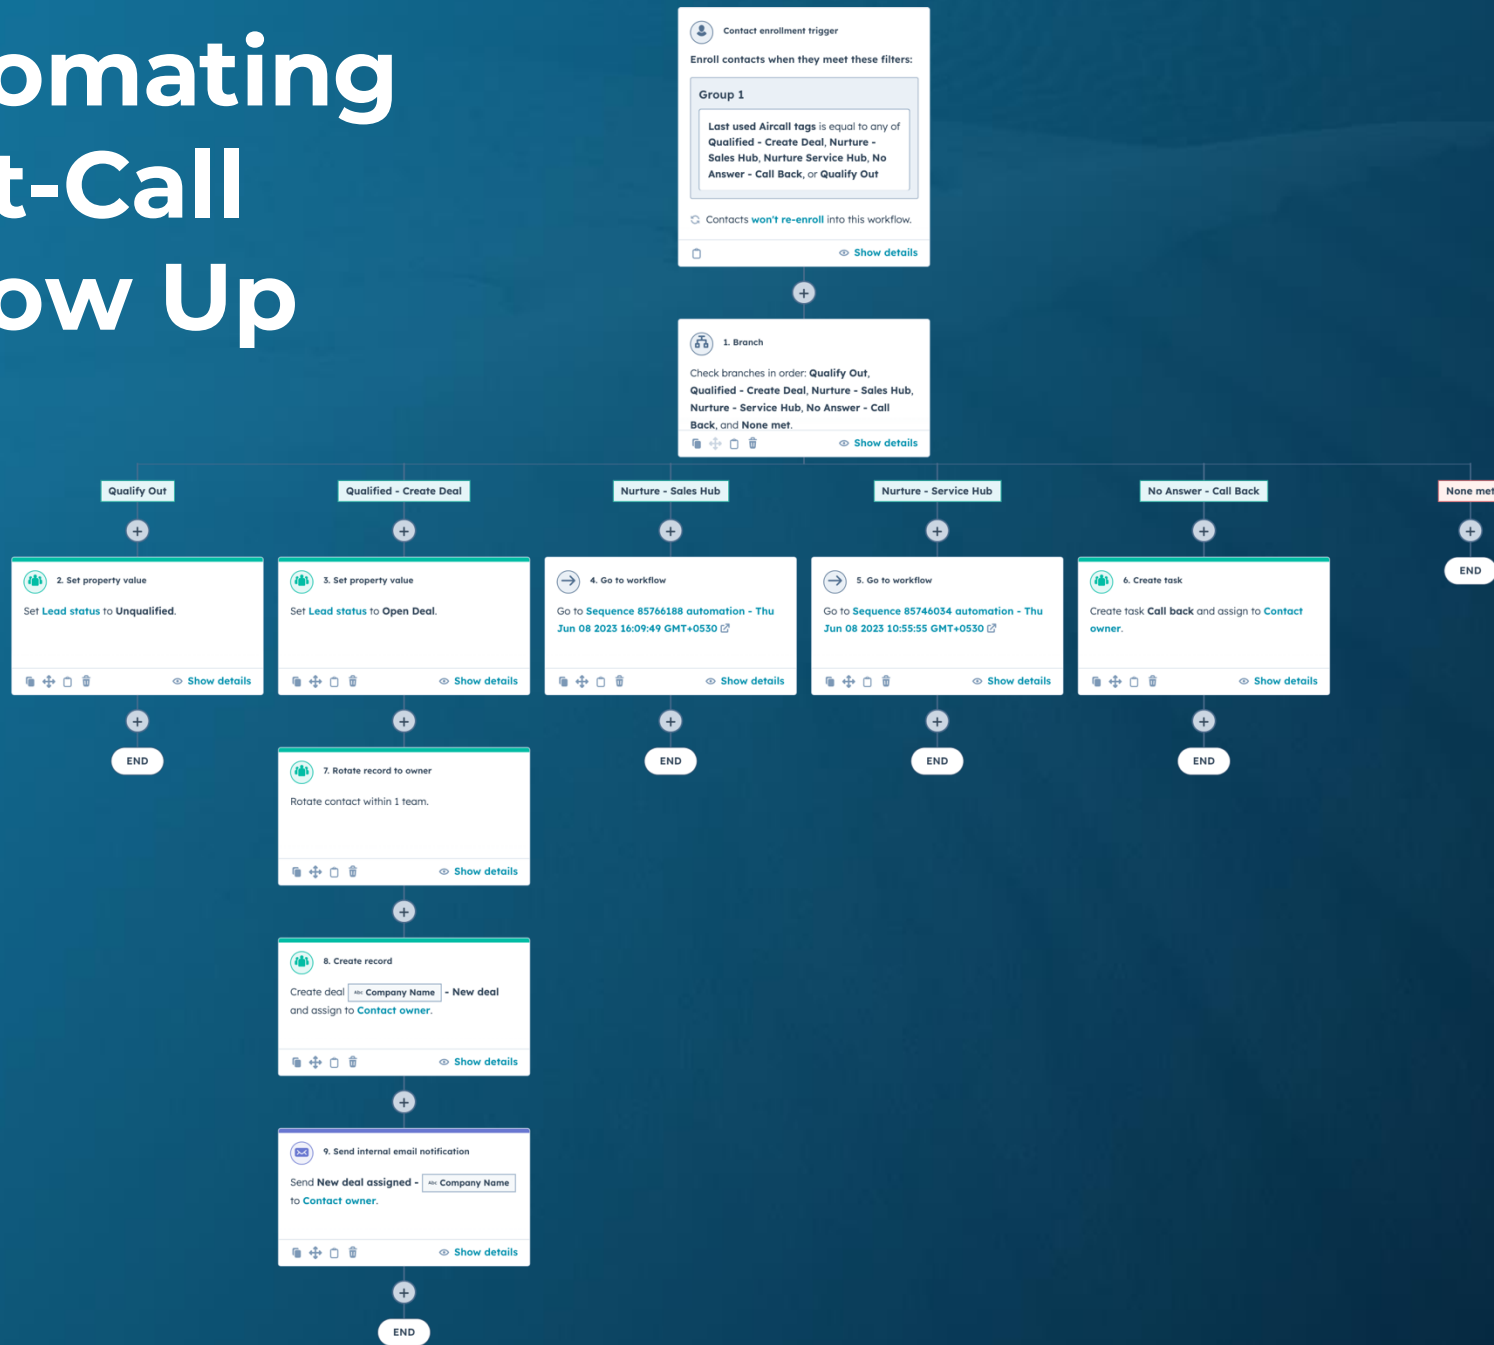 omating
t-Call
ow Up
Contact enrollment trigger
Enroll contacts when they meet these filters:
Group 1
Last used Aircall tags is equal to any of
Qualified - Create Deal, Nurture -
Sales Hub, Nurture Service Hub, No
Answer - Call Back, or Qualify Out
Contacts won't re-enroll into this workflow.
Show details
1. Branch
Check branches in order: Qualify Out,
Qualified - Create Deal, Nurture - Sales Hub,
Nurture - Service Hub, No Answer - Call
Back, and None met.
Show details
Qualify Out
Qualified - Create Deal
Nurture - Sales Hub
Nurture - Service Hub
No Answer - Call Back
None met
END
2. Set property value
Set Lead status to Unqualified.
Show details
END
3. Set property value
Set Lead status to Open Deal.
Show details
4. Go to workflow
Go to Sequence 85766188 automation - Thu
Jun 08 2023 16:09:49 GMT+0530
Show details
END
5. Go to workflow
Go to Sequence 85746034 automation - Thu
Jun 08 2023 10:55:55 GMT+0530
Show details
END
6. Create task
Create task Call back and assign to Contact
owner.
Show details
END
7. Rotate record to owner
Rotate contact within 1 team.
Show details
8. Create record
Create deal Abc Company Name - New deal
and assign to Contact owner.
Show details
9. Send internal email notification
Send New deal assigned - Abc Company Name
to Contact owner.
Show details
END